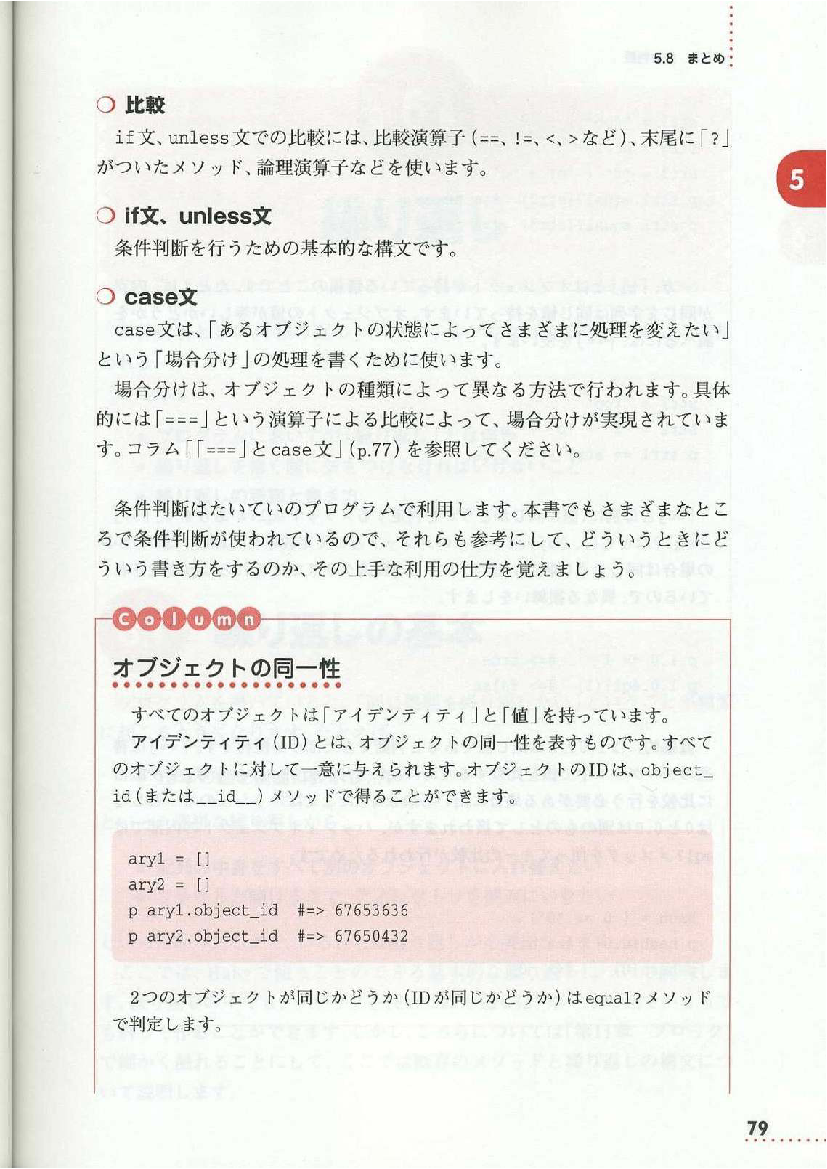 5.8 まとめ
比較
if文、unless文での比較には、比較演算子(==、!=、<、>など)、末尾に「?」
がついたメソッド、論理演算子などを使います。
if文、unless文
条件判断を行うための基本的な構文です。
case文
case文は、「あるオブジェクトの状態によってさまざまに処理を変えたい」
という「場合分け」の処理を書くために使います。
場合分けは、オブジェクトの種類によって異なる方法で行われます。具体
的には「===」という演算子による比較によって、場合分けが実現されていま
す。コラム「「===」とcase文」(p.77)を参照してください。
条件判断はたいていのプログラムで利用します。本書でもさまざまなとこ
ろで条件判断が使われているので、それらも参考にして、どういうときにど
ういう書き方をするのか、その上手な利用の仕方を覚えましょう。
5
Column
オブジェクトの同一性
すべてのオブジェクトは「アイデンティティ」と「値」を持っています。
アイデンティティ(ID)とは、オブジェクトの同一性を表すものです。すべて
のオブジェクトに対して一意に与えられます。オブジェクトのIDは、object_
id(または__id__)メソッドで得ることができます。
ary1 = []
ary2 = []
p ary1.object_id #=> 67653636
p ary2.object_id #=> 67650432
2つのオブジェクトが同じかどうか(IDが同じかどうか)はequal?メソッド
で判定します。
79